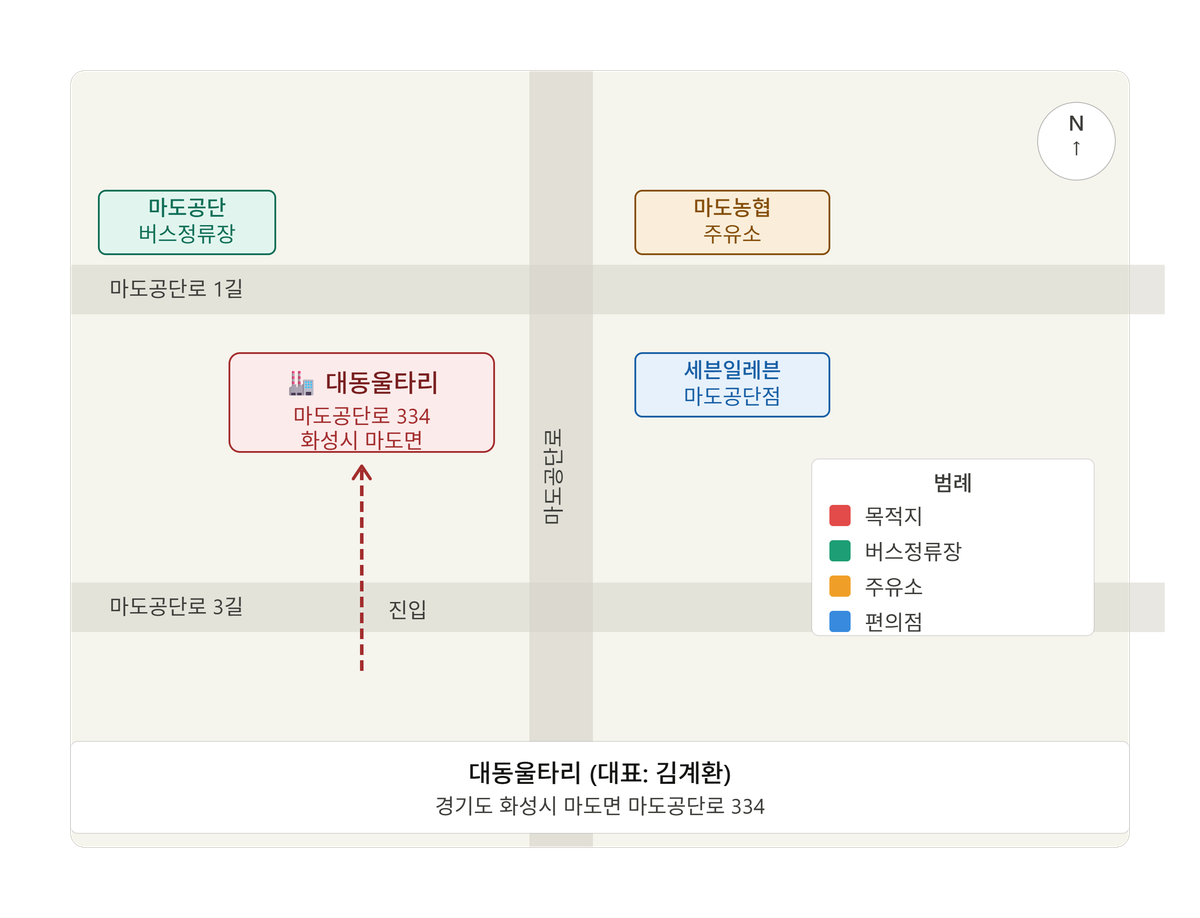 N
↑
마도공단
버스정류장
마도농협
주유소
마도공단로 1길
🏭 대동울타리
마도공단로 334
화성시 마도면
세븐일레븐
마도공단점
마도공단로
범례
목적지
버스정류장
주유소
편의점
마도공단로 3길
진입
대동울타리 (대표: 김계환)
경기도 화성시 마도면 마도공단로 334